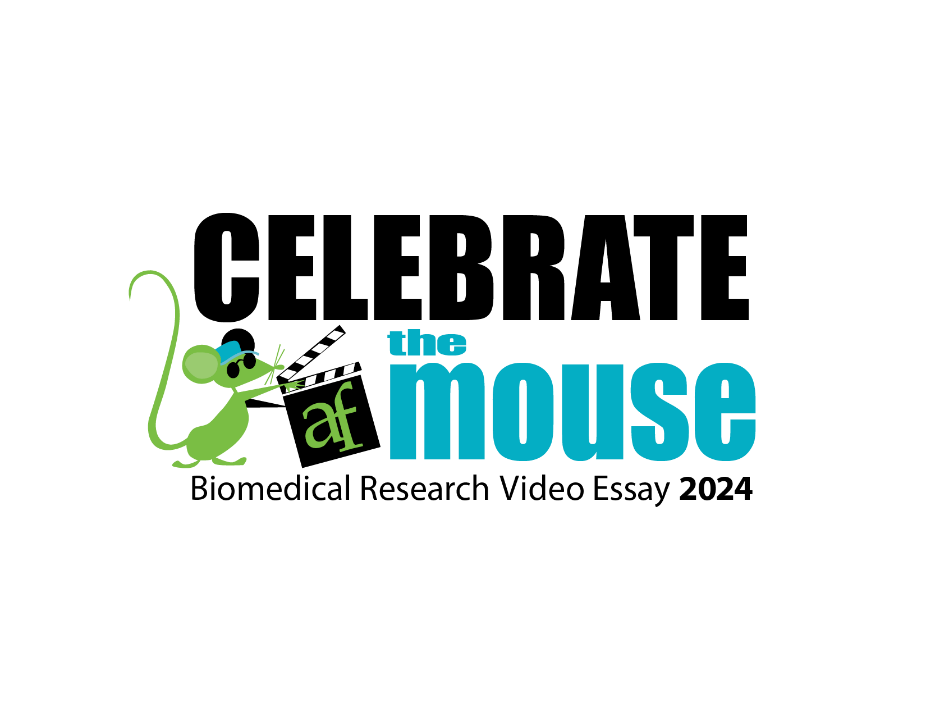 CELEBRATE
the
mouse
af
Biomedical Research Video Essay 2024